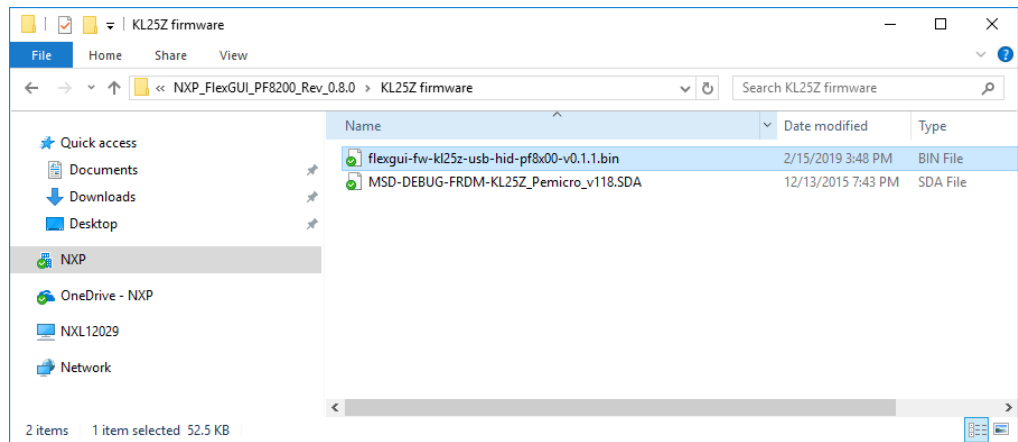 KL25Z firmware
File Home Share View
« NXP_FlexGUI_PF8200_Rev_0.8.0 > KL25Z firmware Search KL25Z firmware
Name Date modified Type
Quick access
Documents
Downloads
Desktop
NXP
OneDrive - NXP
NXL12029
Network
flexgui-fw-kl25z-usb-hid-pf8x00-v0.1.1.bin 2/15/2019 3:48 PM BIN File
MSD-DEBUG-FRDM-KL25Z_Pemicro_v118.SDA 12/13/2015 7:43 PM SDA File
2 items 1 item selected 52.5 KB